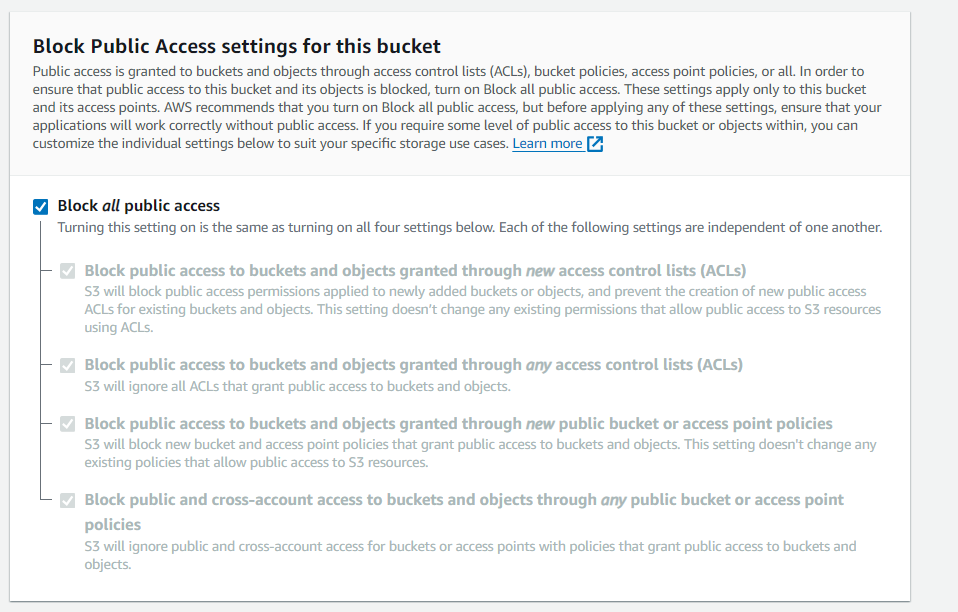 Block Public Access settings for this bucket
Public access is granted to buckets and objects through access control lists (ACLs), bucket policies, access point policies, or all. In order to
ensure that public access to this bucket and its objects is blocked, turn on Block all public access. These settings apply only to this bucket
and its access points. AWS recommends that you turn on Block all public access, but before applying any of these settings, ensure that your
applications will work correctly without public access. If you require some level of public access to this bucket or objects within, you can
customize the individual settings below to suit your specific storage use cases. Learn more
Block all public access
Turning this setting on is the same as turning on all four settings below. Each of the following settings are independent of one another.
Block public access to buckets and objects granted through new access control lists (ACLs)
S3 will block public access permissions applied to newly added buckets or objects, and prevent the creation of new public access
ACLs for existing buckets and objects. This setting doesn't change any existing permissions that allow public access to S3 resources
using ACLs.
Block public access to buckets and objects granted through any access control lists (ACLs)
S3 will ignore all ACLs that grant public access to buckets and objects.
Block public access to buckets and objects granted through new public bucket or access point policies
S3 will block new bucket and access point policies that grant public access to buckets and objects. This setting doesn't change any
existing policies that allow public access to S3 resources.
Block public and cross-account access to buckets and objects through any public bucket or access point
policies
S3 will ignore public and cross-account access for buckets or access points with policies that grant public access to buckets and
objects.